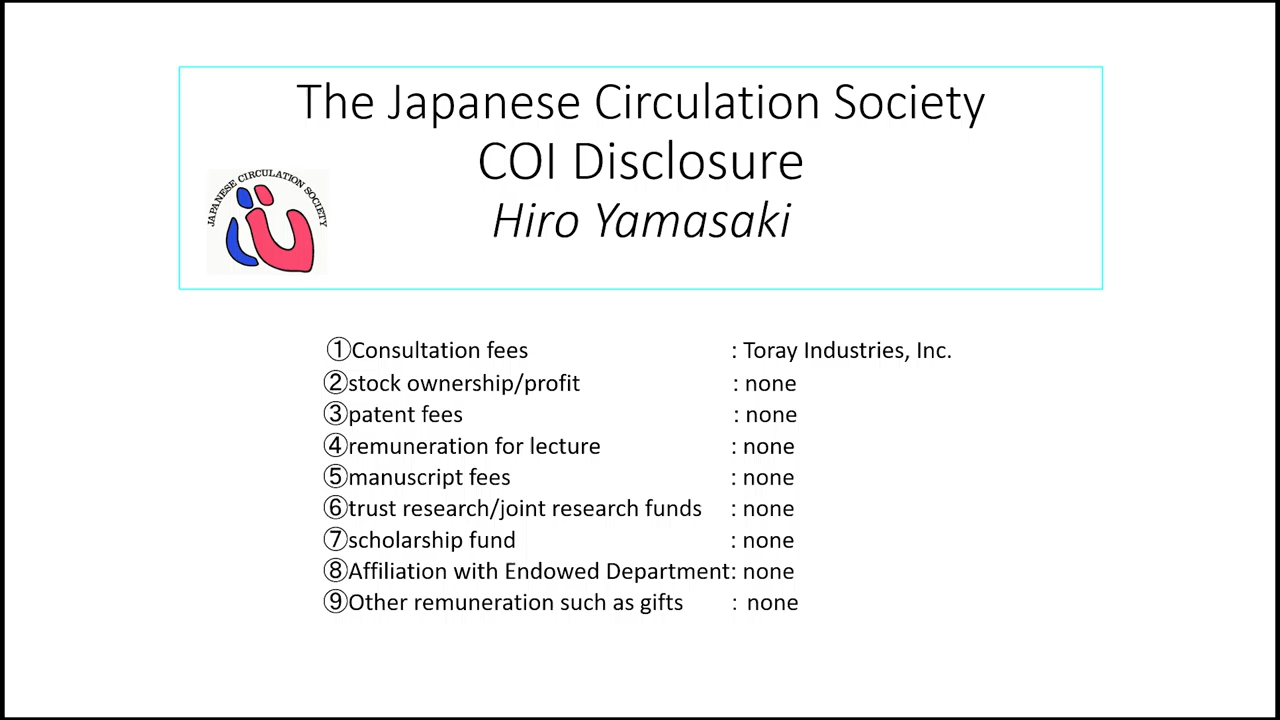 The Japanese Circulation Society
COI Disclosure
Hiro Yamasaki
JAPANESE CIRCULATION SOCIETY
①Consultation fees : Toray Industries, Inc.
②stock ownership/profit : none
③patent fees : none
④remuneration for lecture : none
⑤manuscript fees : none
⑥trust research/joint research funds : none
⑦scholarship fund : none
⑧Affiliation with Endowed Department: none
⑨Other remuneration such as gifts : none